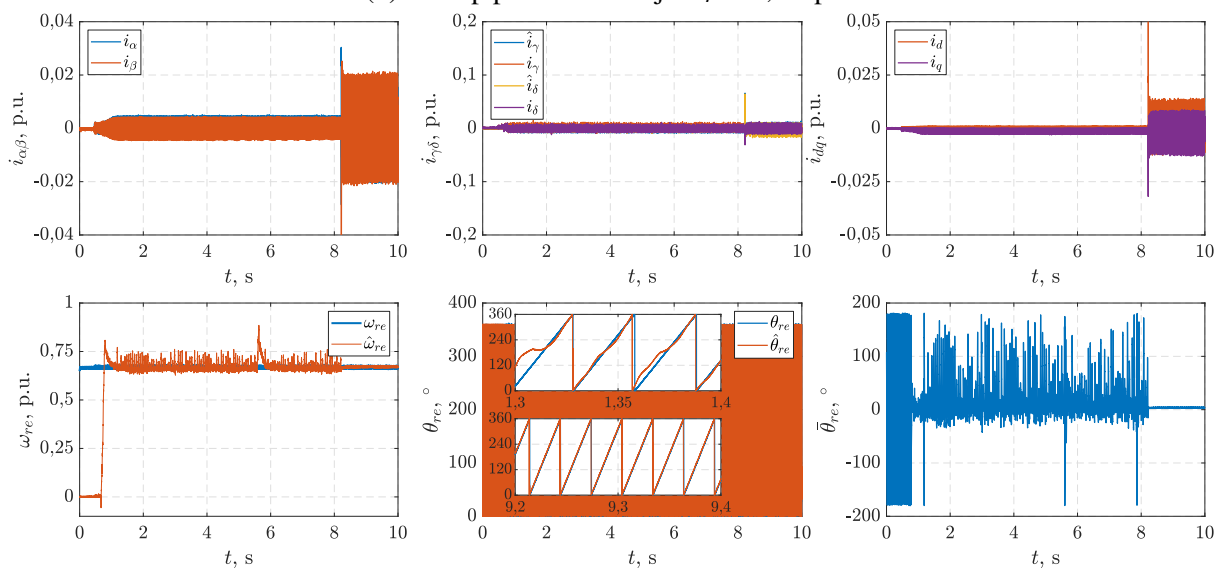 0,04
0,02
0
-0,02
-0,04
0 2 4 6 8 10
t, s
i_{αβ}, p.u.
i_α
i_β
0,2
0,1
0
-0,1
-0,2
0 2 4 6 8 10
t, s
i_{γδ}, p.u.
î_γ
i_γ
î_δ
i_δ
0,05
0,025
0
-0,025
-0,05
0 2 4 6 8 10
t, s
i_{dq}, p.u.
i_d
i_q
1
0,75
0.5
0,25
0
0 2 4 6 8 10
t, s
ω_{re}, p.u.
ω_{re}
ω̂_{re}
400
300
200
100
0
0 2 4 6 8 10
t, s
θ_{re}, °
θ_{re}
θ̂_{re}
360
240
120
0
1,3 1,35 1,4
360
240
120
0
9,2 9,3 9,4
200
100
0
-100
-200
0 2 4 6 8 10
t, s
θ̄_{re}, °